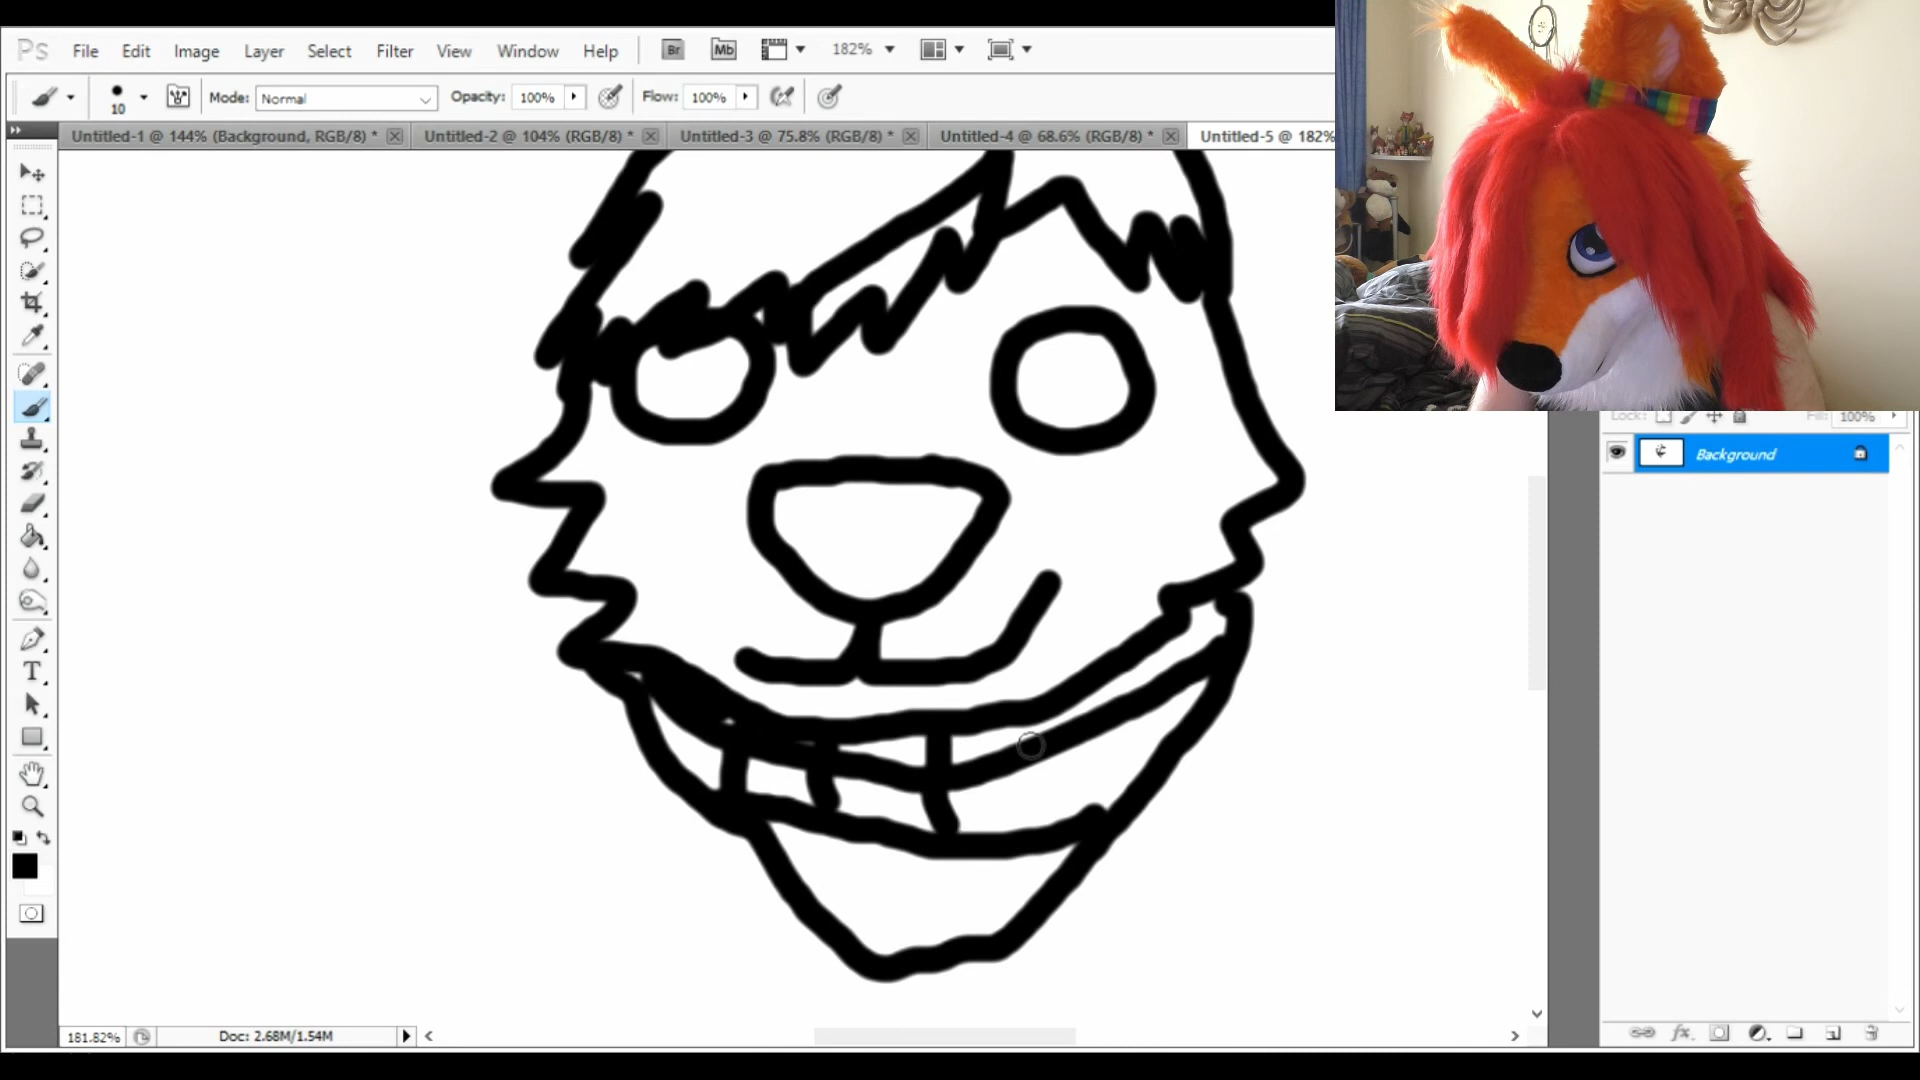 Ps File Edit Image Layer Select Filter View Window Help Br Mb 182%
10 Mode: Normal Opacity: 100% Flow: 100%
Untitled-1 @ 144% (Background, RGB/8) * Untitled-2 @ 104% (RGB/8) * Untitled-3 @ 75.8% (RGB/8) * Untitled-4 @ 68.6% (RGB/8) * Untitled-5 @ 182%
Lock: Fill: 100%
Background
T
181.82% Doc: 2.68M/1.54M
fx